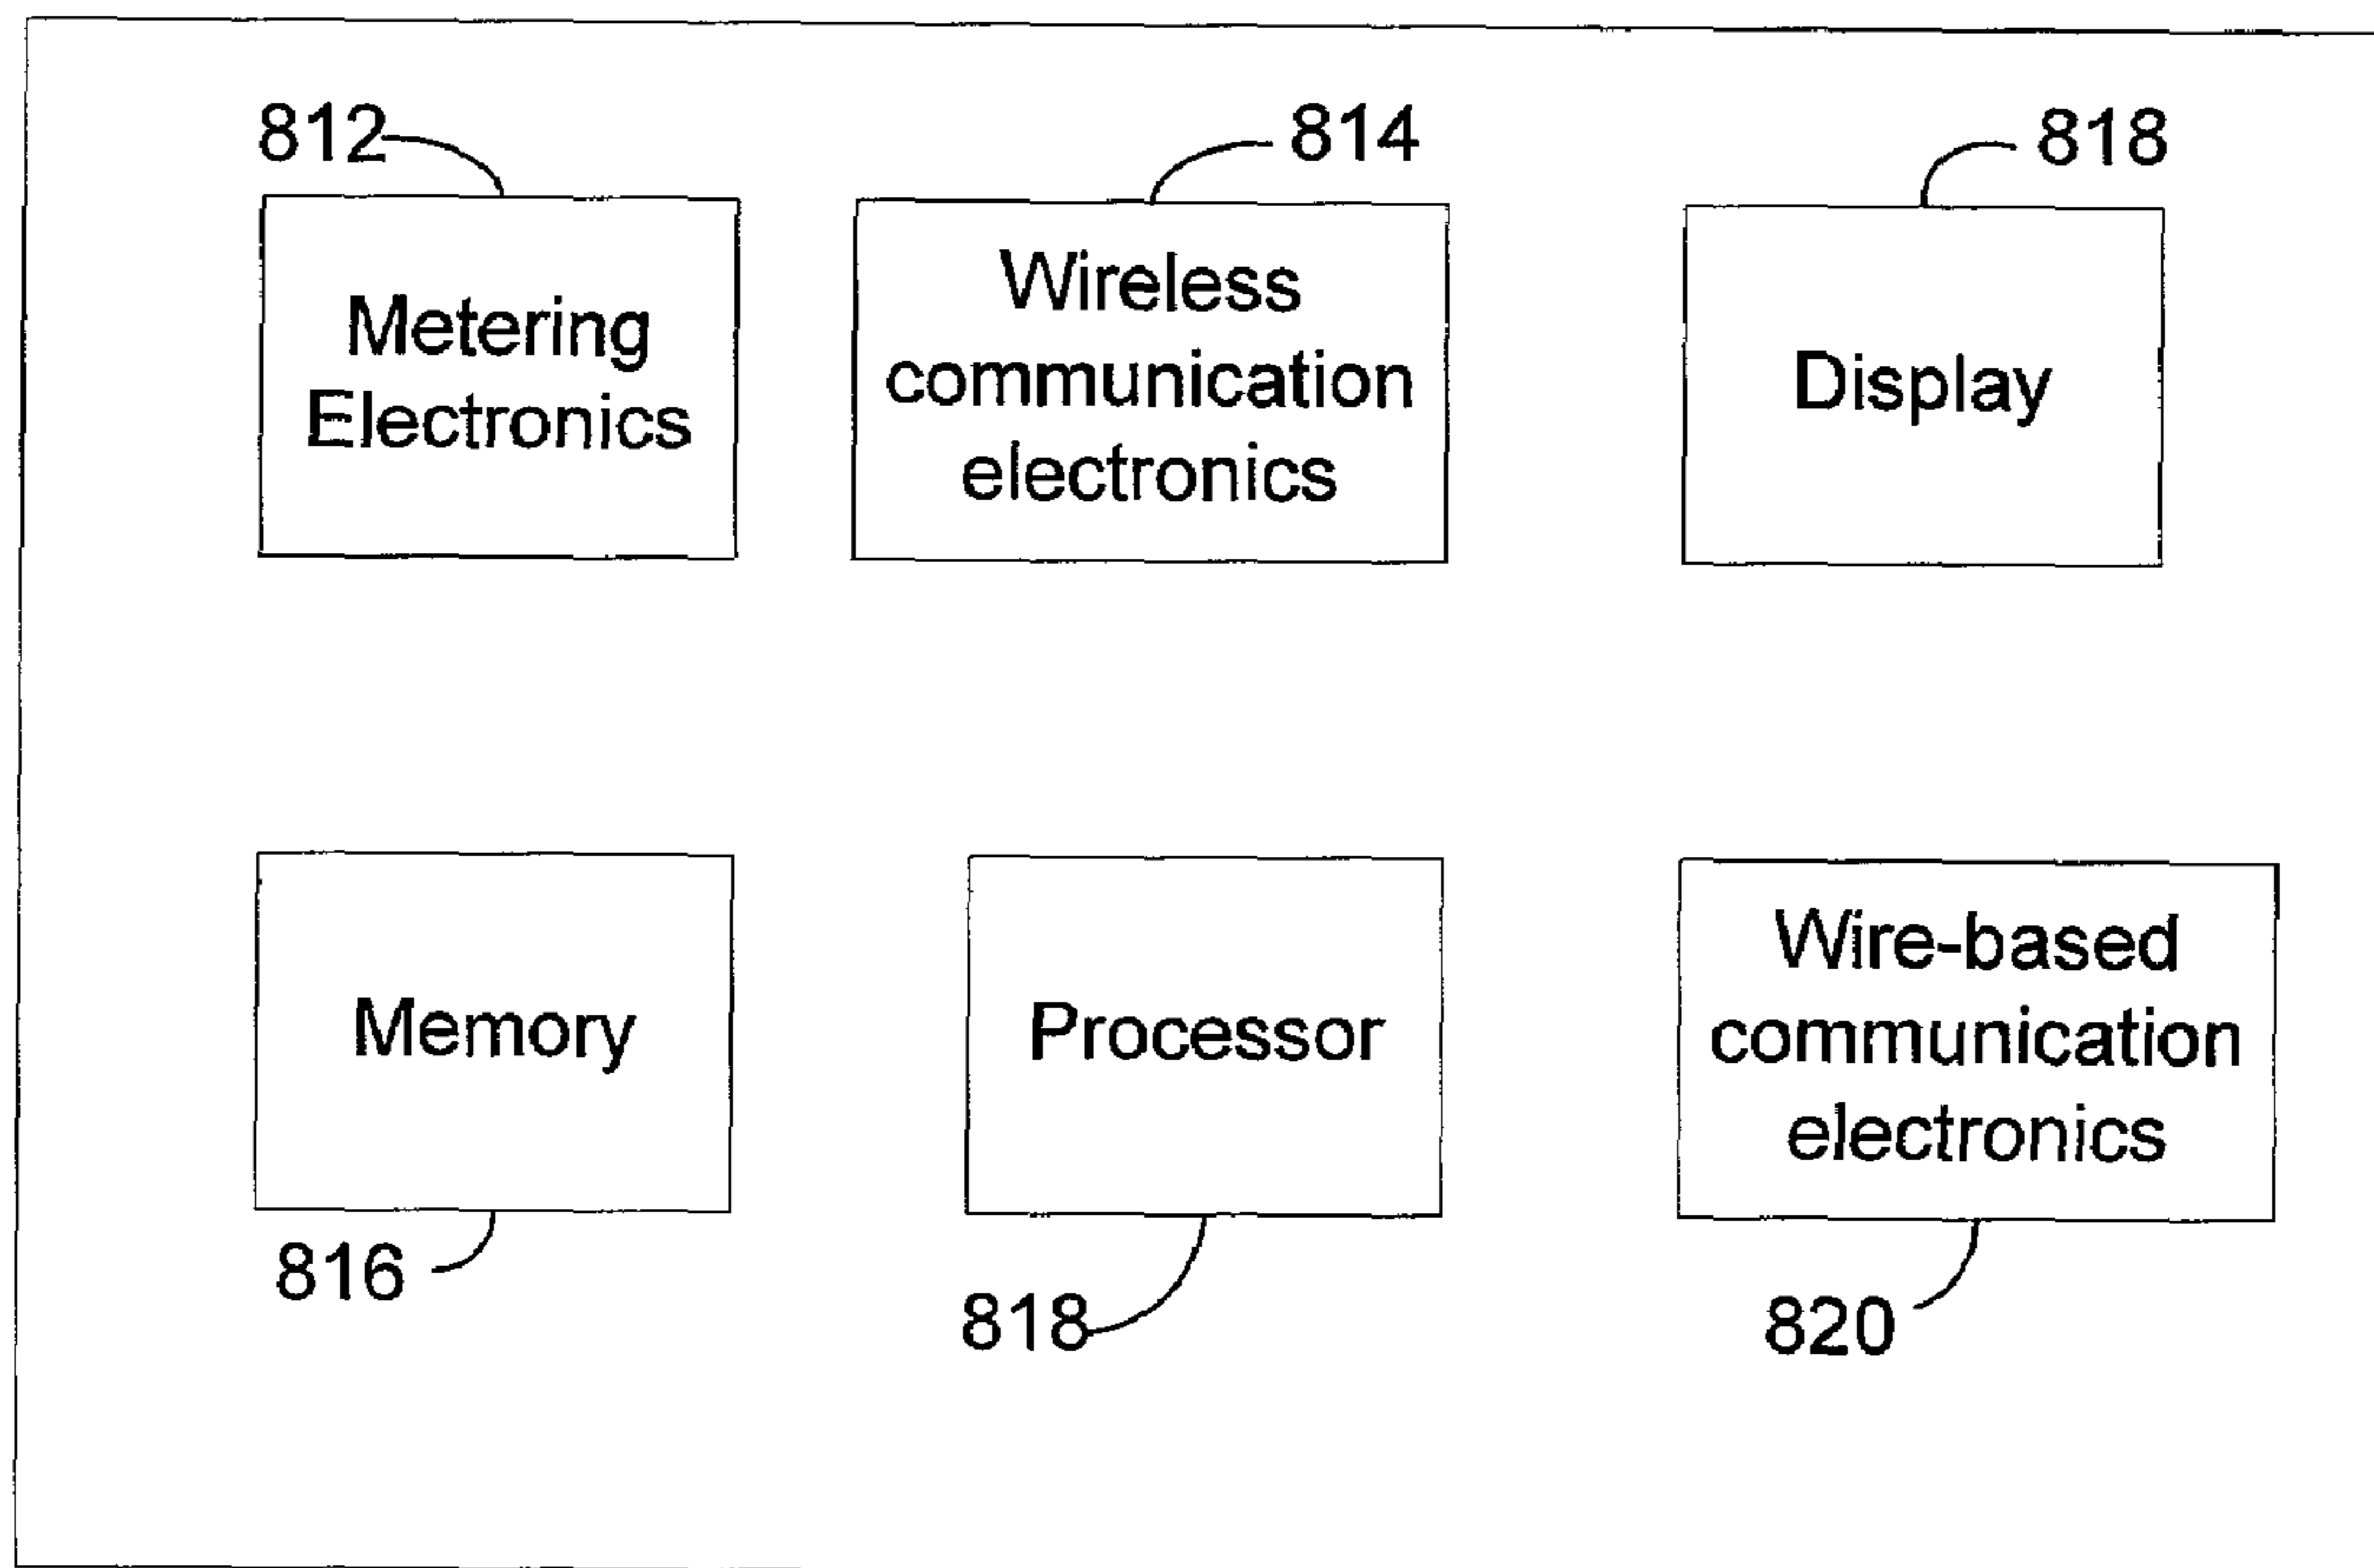 812
814
818
Metering
Electronics
Wireless
communication
electronics
Display
Memory
Processor
Wire-based
communication
electronics
816
818
820